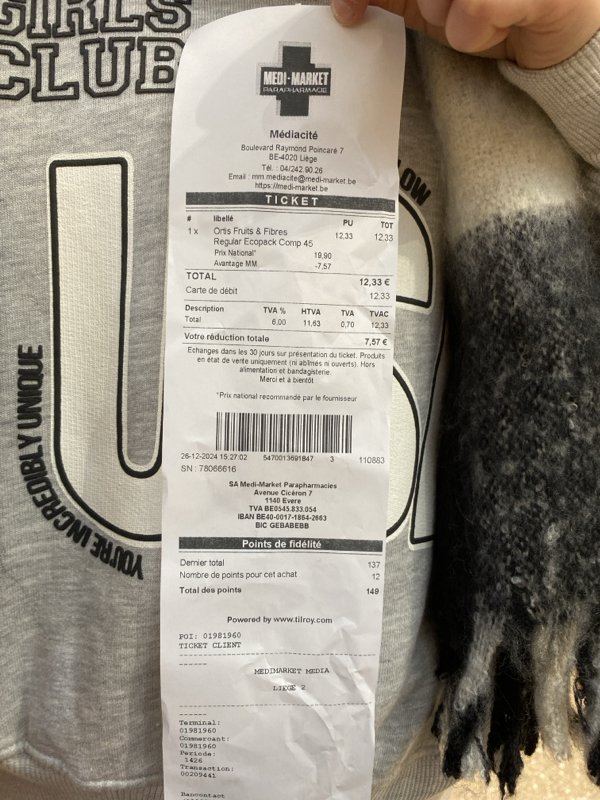 GIRLS
CLUB
MEDI-MARKET
PARAPHARMACIE
Médiacité
Boulevard Raymond Poincaré 7
BE-4020 Liège
Tél. : 04/242.90.26
Email : mm.mediacite@medi-market.be
https://medi-market.be
TICKET
# libellé PU TOT
1 x Ortis Fruits & Fibres 12,33 12,33
Regular Ecopack Comp 45
Prix National* 19,90
Avantage MM -7,57
TOTAL 12,33 €
Carte de débit 12,33
Description TVA % HTVA TVA TVAC
Total 6,00 11,63 0,70 12,33
Votre réduction totale 7,57 €
Echanges dans les 30 jours sur présentation du ticket. Produits
en état de vente uniquement (ni abîmés ni ouverts). Hors
alimentation et bandagisterie.
Merci et à bientôt
*Prix national recommandé par le fournisseur
26-12-2024 15:27:02 5470013691847 3 110883
SN : 78066616
SA Medi-Market Parapharmacies
Avenue Cicéron 7
1140 Evere
TVA BE0545.833.054
IBAN BE40-0017-1864-2663
BIC GEBABEBB
Points de fidélité
Dernier total 137
Nombre de points pour cet achat 12
Total des points 149
Powered by www.tilroy.com
POI: 01981960
TICKET CLIENT
MEDIMARKET MEDIA
LIEGE 2
Terminal:
01981960
Commercant:
01981960
Periode:
1426
Transaction:
00209441
Bancontact
YOU'RE INCREDIBLY UNIQUE